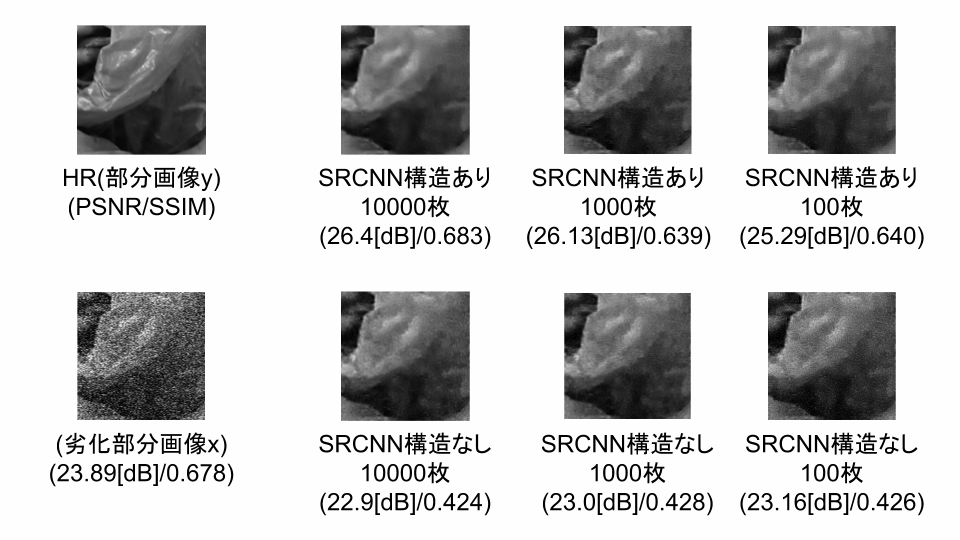 HR(部分画像y)
(PSNR/SSIM)
SRCNN構造あり
10000枚
(26.4[dB]/0.683)
SRCNN構造あり
1000枚
(26.13[dB]/0.639)
SRCNN構造あり
100枚
(25.29[dB]/0.640)
(劣化部分画像x)
(23.89[dB]/0.678)
SRCNN構造なし
10000枚
(22.9[dB]/0.424)
SRCNN構造なし
1000枚
(23.0[dB]/0.428)
SRCNN構造なし
100枚
(23.16[dB]/0.426)